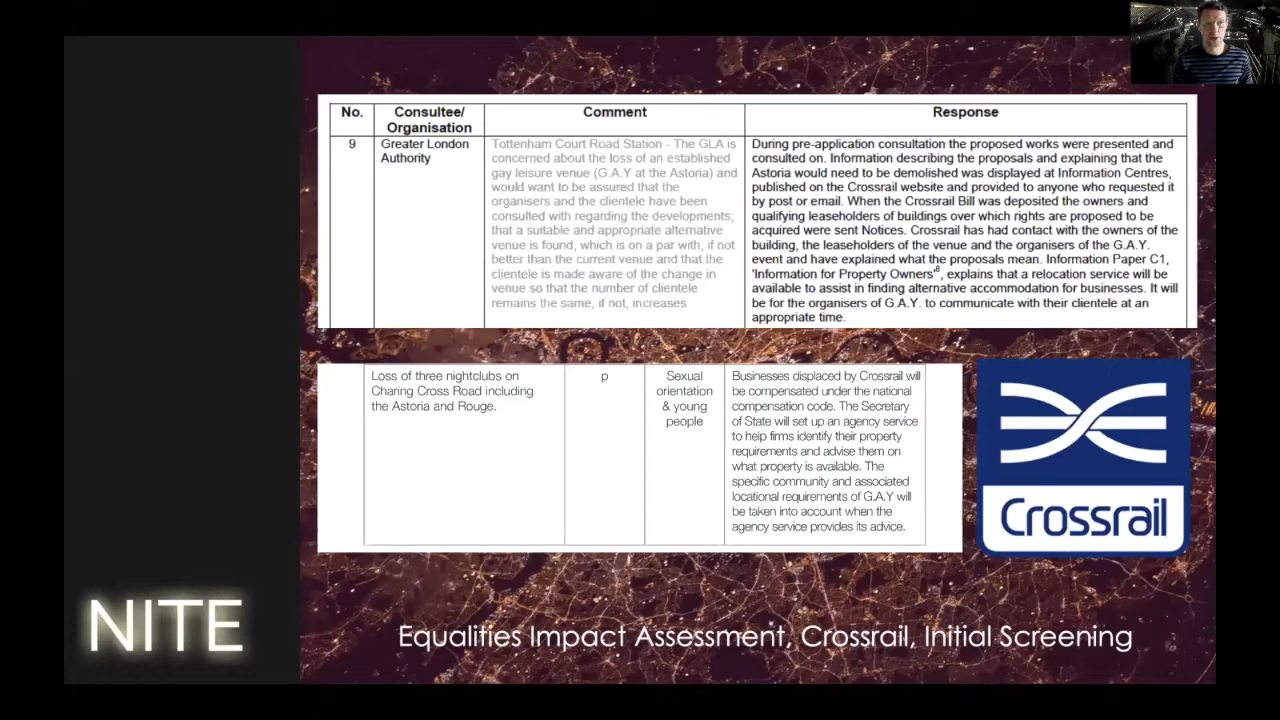 No.
Consultee/
Organisation
Comment
Response
9
Greater London
Authority
Tottenham Court Road Station - The GLA is
concerned about the loss of an established
gay leisure venue (G.A.Y at the Astoria) and
would want to be assured that the
organisers and the clientele have been
consulted with regarding the developments;
that a suitable and appropriate alternative
venue is found, which is on a par with, if not
better than the current venue and that the
clientele is made aware of the change in
venue so that the number of clientele
remains the same, if not, increases
During pre-application consultation the proposed works were presented and
consulted on. Information describing the proposals and explaining that the
Astoria would need to be demolished was displayed at Information Centres,
published on the Crossrail website and provided to anyone who requested it
by post or email. When the Crossrail Bill was deposited the owners and
qualifying leaseholders of buildings over which rights are proposed to be
acquired were sent Notices. Crossrail has had contact with the owners of the
building, the leaseholders of the venue and the organisers of the G.A.Y.
event and have explained what the proposals mean. Information Paper C1,
'Information for Property Owners'⁸, explains that a relocation service will be
available to assist in finding alternative accommodation for businesses. It will
be for the organisers of G.A.Y. to communicate with their clientele at an
appropriate time.
Loss of three nightclubs on
Charing Cross Road including
the Astoria and Rouge.
p
Sexual
orientation
& young
people
Businesses displaced by Crossrail will
be compensated under the national
compensation code. The Secretary
of State will set up an agency service
to help firms identify their property
requirements and advise them on
what property is available. The
specific community and associated
locational requirements of G.A.Y will
be taken into account when the
agency service provides its advice.
Crossrail
NITE
Equalities Impact Assessment, Crossrail, Initial Screening